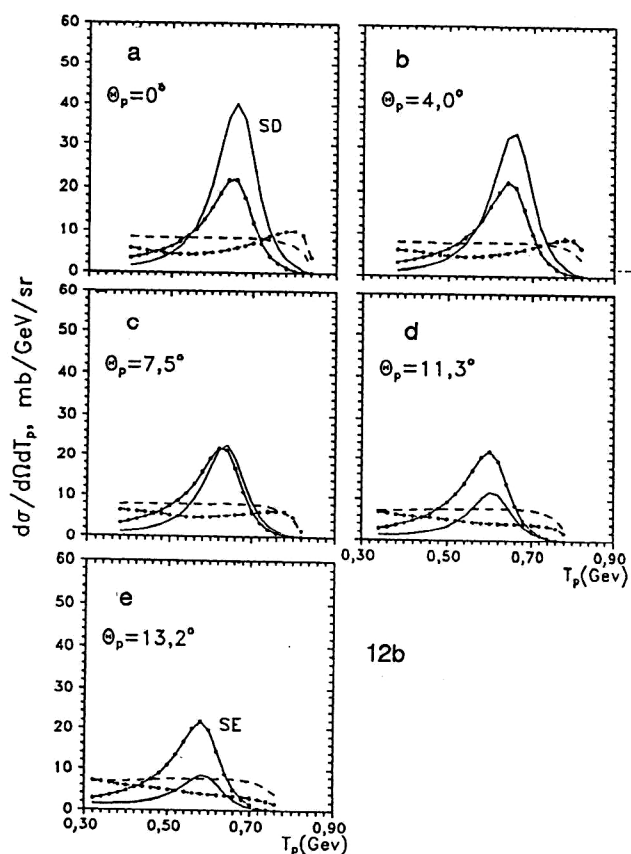 60
50
40
30
20
10
0
a
Θp=0°
SD
b
Θp=4,0°
60
50
40
30
20
10
0
c
Θp=7,5°
d
Θp=11,3°
dσ/dΩdTp, mb/GeV/sr
0,30 0,50 0,70 0,90
Tp(Gev)
60
50
40
30
20
10
0
e
Θp=13,2°
SE
12b
0,30 0,50 0,70 0,90
Tp(Gev)